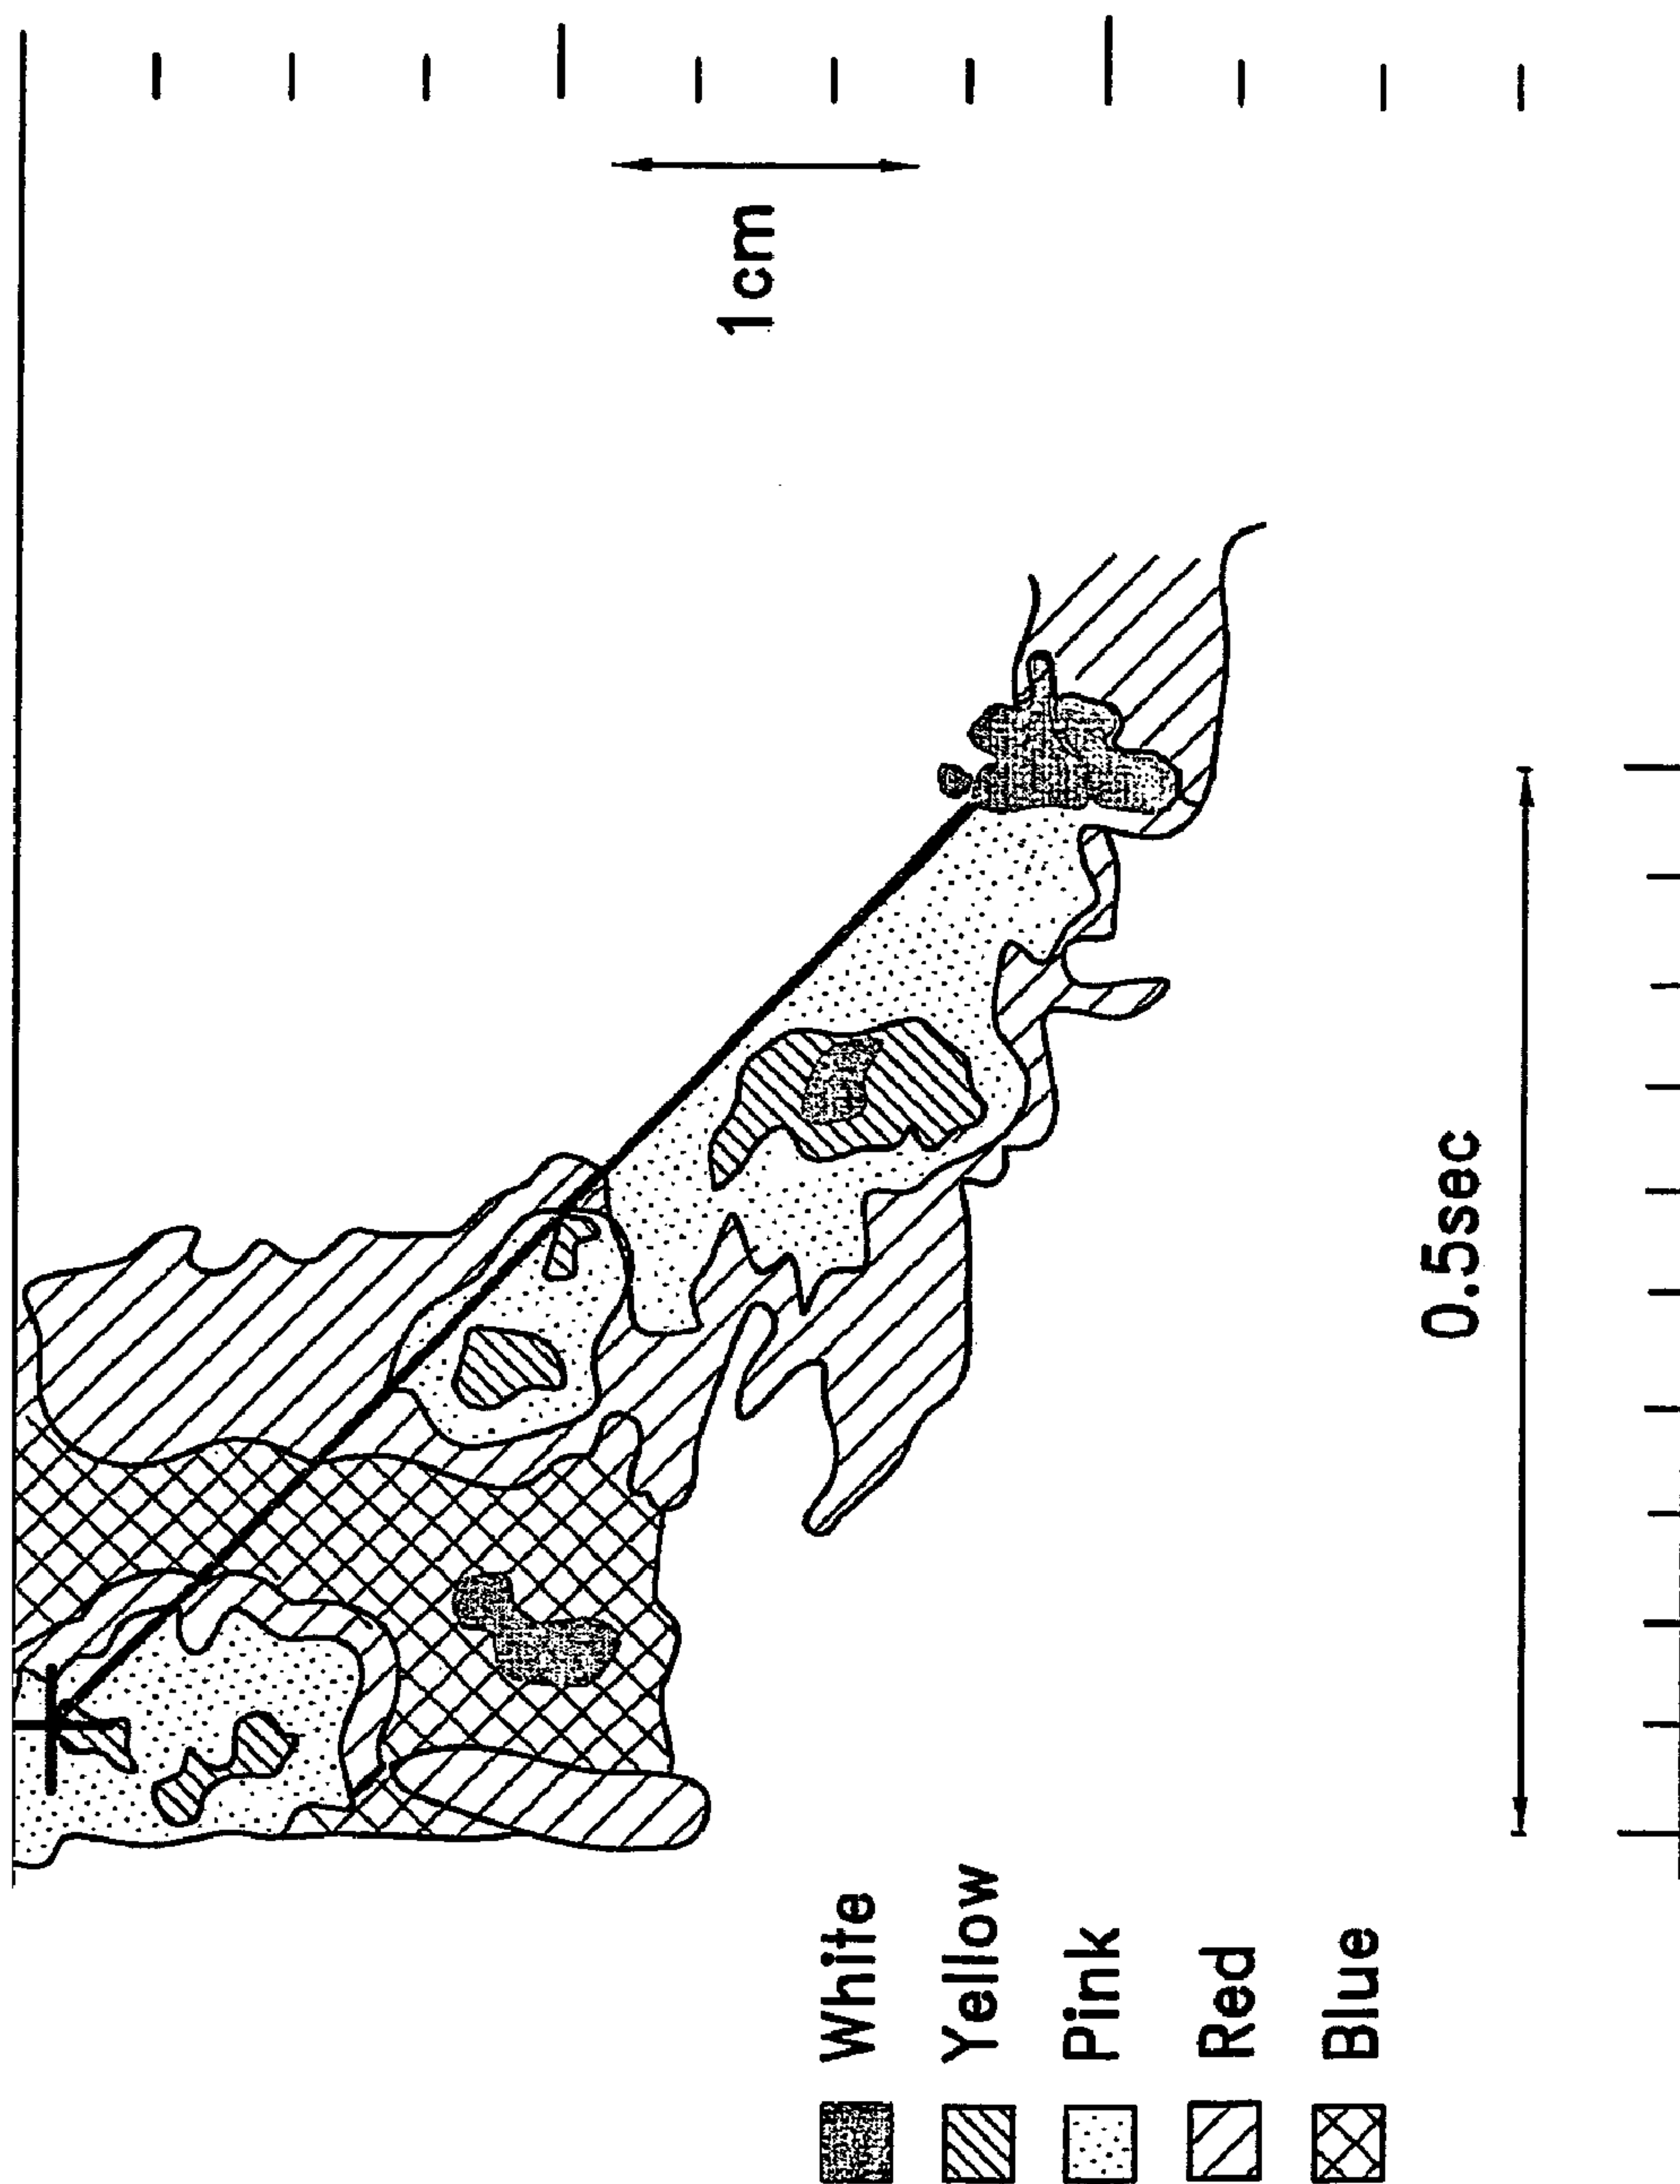 1cm
0.5sec
White
Yellow
Pink
Red
Blue